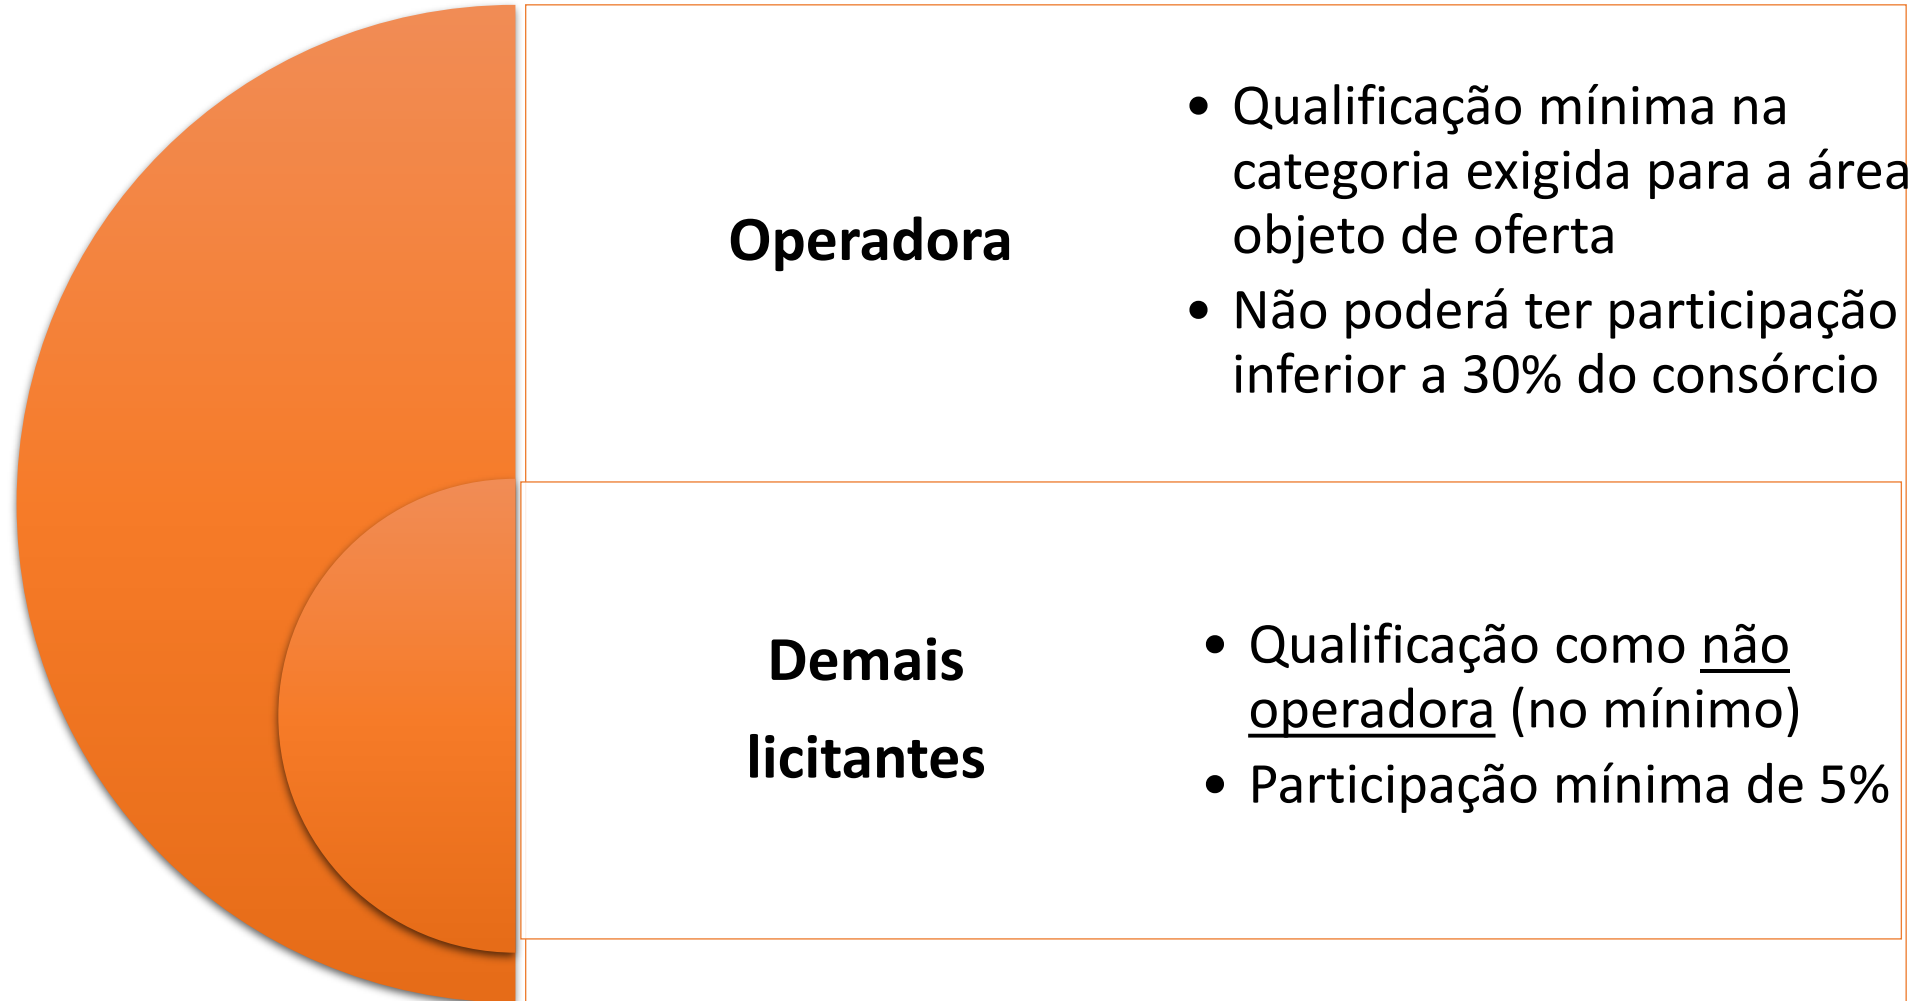 Operadora
• Qualificação mínima na
categoria exigida para a área
objeto de oferta
• Não poderá ter participação
inferior a 30% do consórcio
Demais
licitantes
• Qualificação como não
operadora (no mínimo)
• Participação mínima de 5%